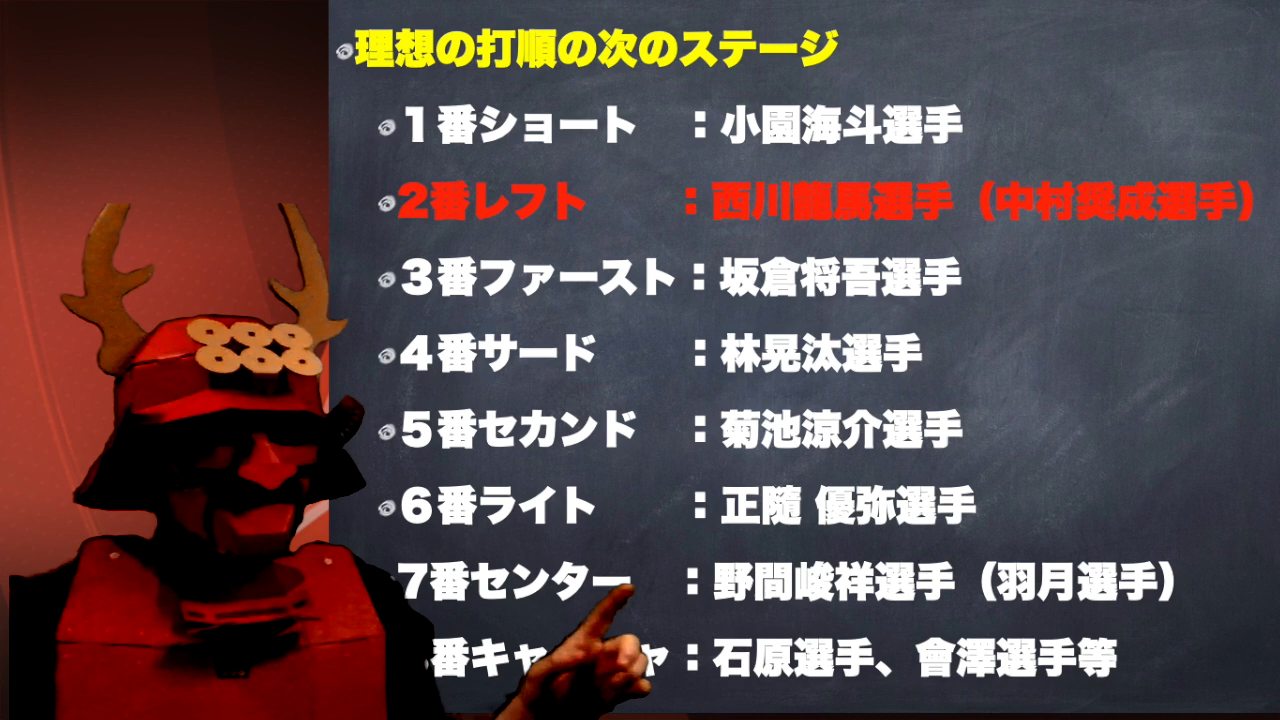 理想の打順の次のステージ
１番ショート ：小園海斗選手
2番レフト ：西川龍馬選手（中村奨成選手）
３番ファースト：坂倉将吾選手
４番サード ：林晃汰選手
５番セカンド ：菊池涼介選手
６番ライト ：正隨 優弥選手
7番センター ：野間峻祥選手（羽月選手）
番キャ ャ：石原選手、會澤選手等